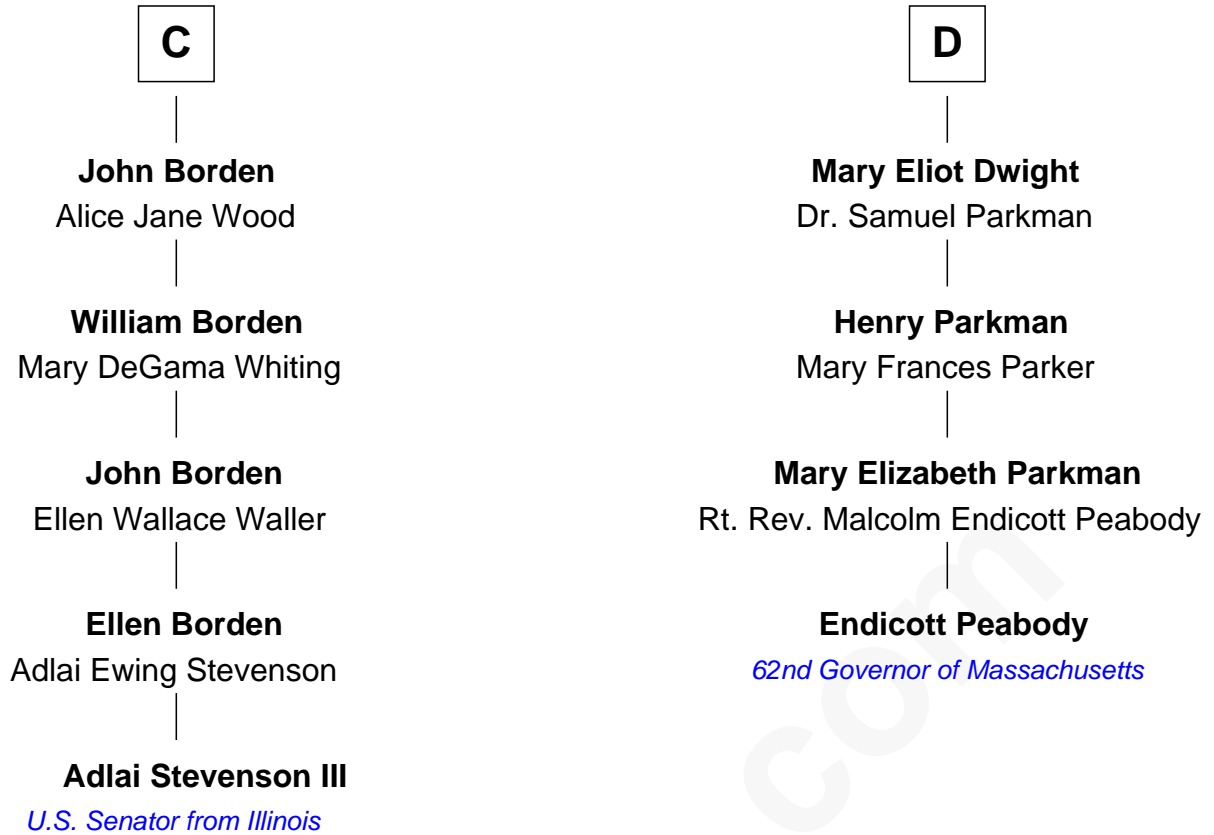 C
John Borden
Alice Jane Wood
William Borden
Mary DeGama Whiting
John Borden
Ellen Wallace Waller
Ellen Borden
Adlai Ewing Stevenson
Adlai Stevenson III
U.S. Senator from Illinois
D
Mary Eliot Dwight
Dr. Samuel Parkman
Henry Parkman
Mary Frances Parker
Mary Elizabeth Parkman
Rt. Rev. Malcolm Endicott Peabody
Endicott Peabody
62nd Governor of Massachusetts
com